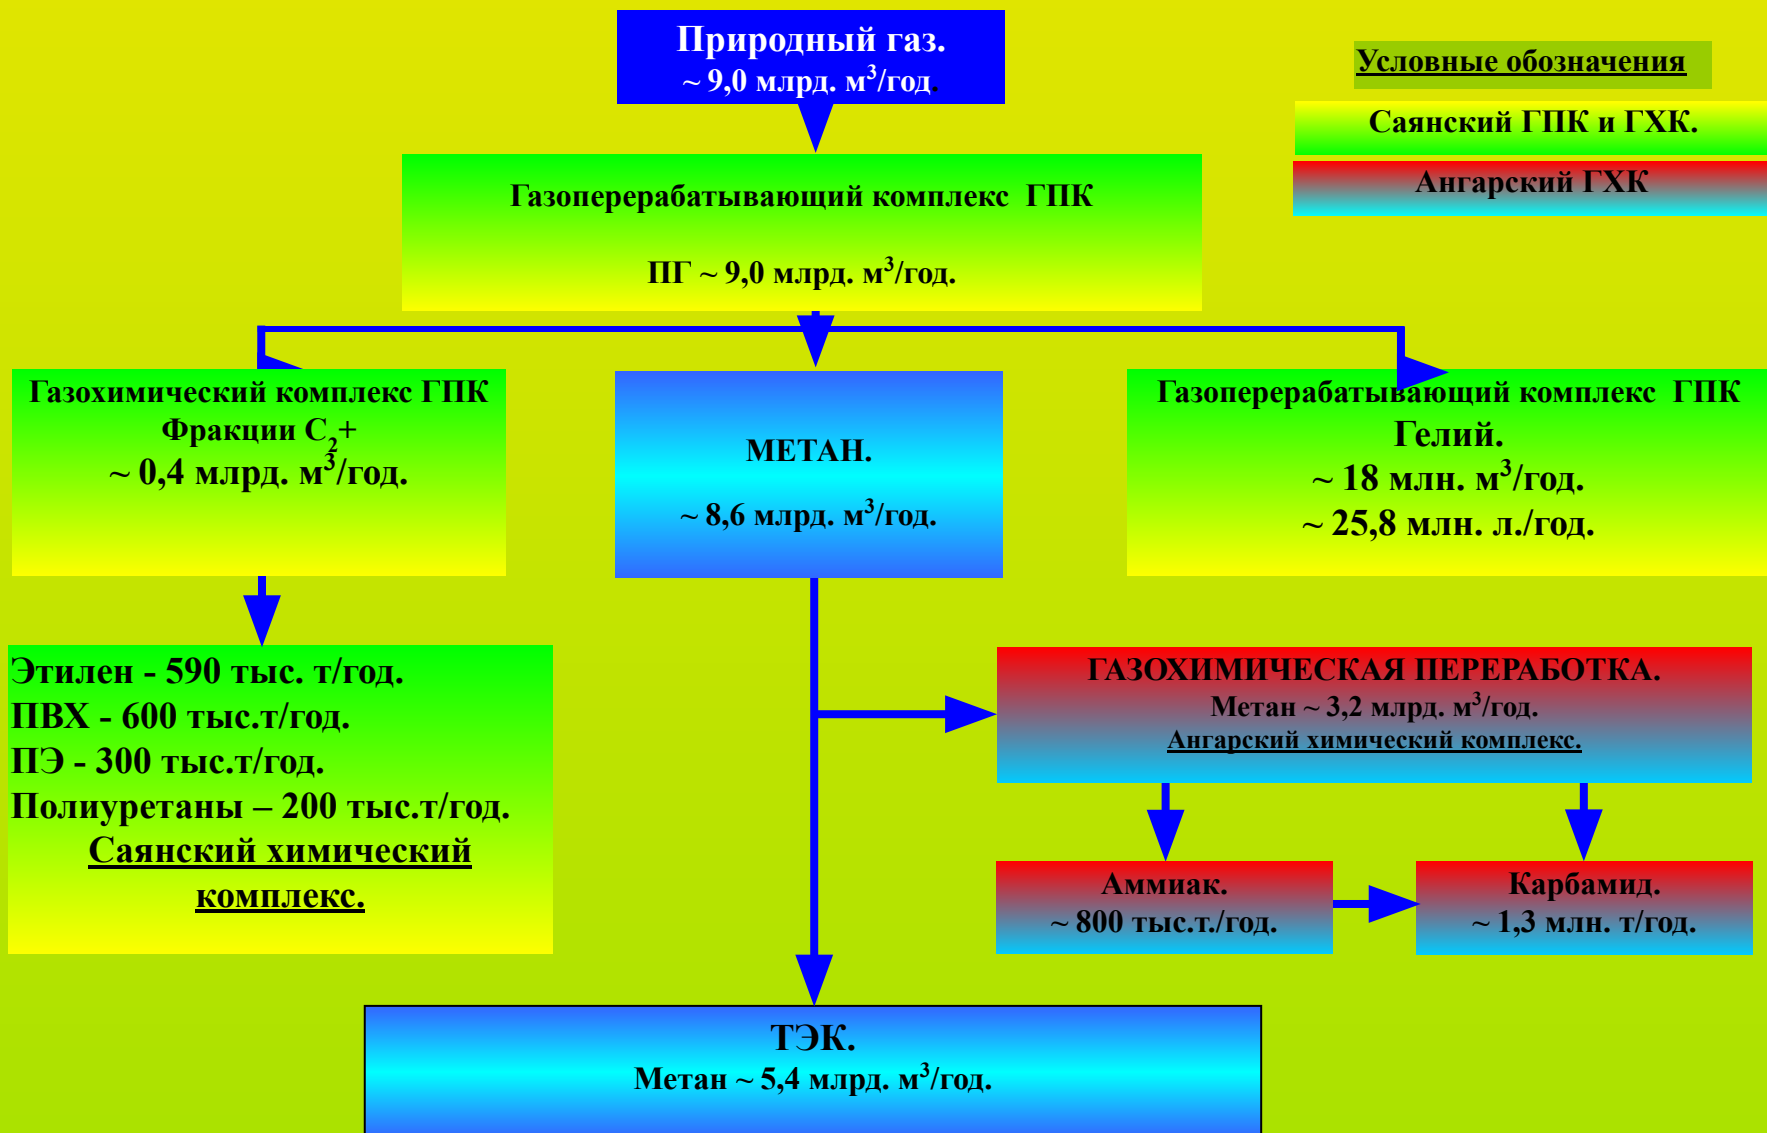 Природный газ.
~ 9,0 млрд. м³/год.
Условные обозначения
Саянский ГПК и ГХК.
Ангарский ГХК
Газоперерабатывающий комплекс ГПК
ПГ ~ 9,0 млрд. м³/год.
Газохимический комплекс ГПК
Фракции С₂+
~ 0,4 млрд. м³/год.
МЕТАН.
~ 8,6 млрд. м³/год.
Газоперерабатывающий комплекс ГПК
Гелий.
~ 18 млн. м³/год.
~ 25,8 млн. л./год.
Этилен - 590 тыс. т/год.
ПВХ - 600 тыс.т/год.
ПЭ - 300 тыс.т/год.
Полиуретаны – 200 тыс.т/год.
Саянский химический
комплекс.
ГАЗОХИМИЧЕСКАЯ ПЕРЕРАБОТКА.
Метан ~ 3,2 млрд. м³/год.
Ангарский химический комплекс.
Аммиак.
~ 800 тыс.т./год.
Карбамид.
~ 1,3 млн. т/год.
ТЭК.
Метан ~ 5,4 млрд. м³/год.